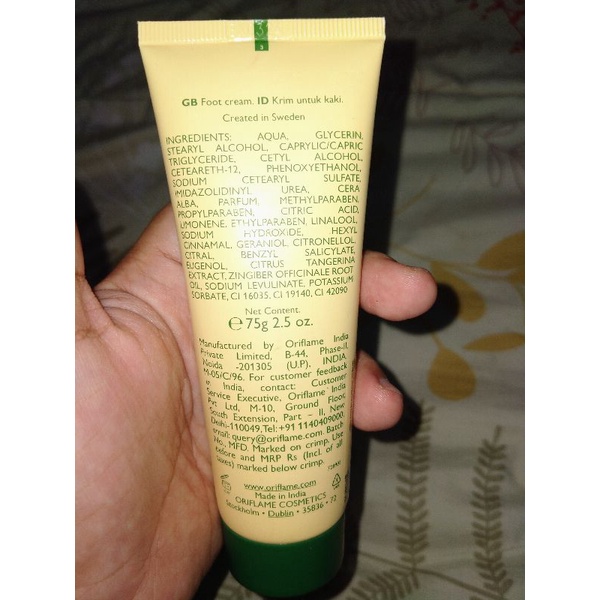 GB Foot cream. ID Krim untuk kaki.
Created in Sweden
INGREDIENTS: AQUA, GLYCERIN,
STEARYL ALCOHOL, CAPRYLIC/CAPRIC
TRIGLYCERIDE, CETYL ALCOHOL,
CETEARETH-12, PHENOXYETHANOL,
SODIUM CETEARYL SULFATE,
IMIDAZOLIDINYL UREA, CERA
ALBA, PARFUM, METHYLPARABEN,
PROPYLPARABEN, CITRIC ACID,
LIMONENE, ETHYLPARABEN, LINALOOL,
SODIUM HYDROXIDE, HEXYL
CINNAMAL, GERANIOL, CITRONELLOL,
CITRAL, BENZYL SALICYLATE,
EUGENOL, CITRUS TANGERINA
EXTRACT, ZINGIBER OFFICINALE ROOT
OIL, SODIUM LEVULINATE, POTASSIUM
SORBATE, CI 16035, CI 19140, CI 42090
Net Content.
℮ 75g 2.5 oz.
Manufactured by Oriflame India
Private Limited, B-44, Phase-II,
Noida -201305 (U.P.), INDIA.
M-05/C/96. For customer feedback
in India, contact: Customer
Service Executive, Oriflame India
Pvt Ltd, M-10, Ground Floor,
South Extension, Part – II, New
Delhi-110049, Tel:+91 1140409000,
email: query@oriflame.com. Batch
No., MFD. Marked on crimp. Use
before and MRP Rs (Incl. of all
taxes) marked below crimp.
www.oriflame.com
Made in India
ORIFLAME COSMETICS
Stockholm • Dublin • 35836 • 72